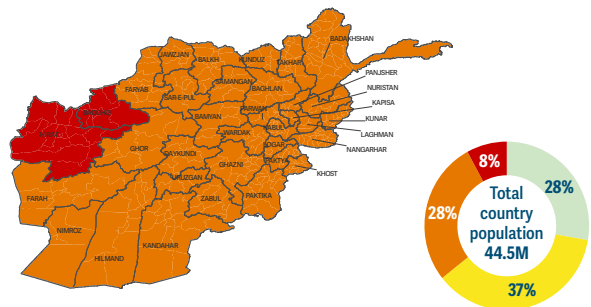 BADAKHSHAN
JAWZJAN
BALKH
KUNDUZ
TAKHAR
PANJSHER
FARYAB
SAMANGAN
BAGHLAN
NURISTAN
SAR-E-PUL
KAPISA
BAMYAN
PARWAN
KUNAR
KABUL
WARDAK
LAGHMAN
GHOR
LOGAR
NANGARHAR
DAYKUNDI
GHAZNI
PAKTYA
KHOST
URUZGAN
FARAH
ZABUL
PAKTIKA
NIMROZ
KANDAHAR
HILMAND
8%
28%
28%
37%
Total
country
population
44.5M